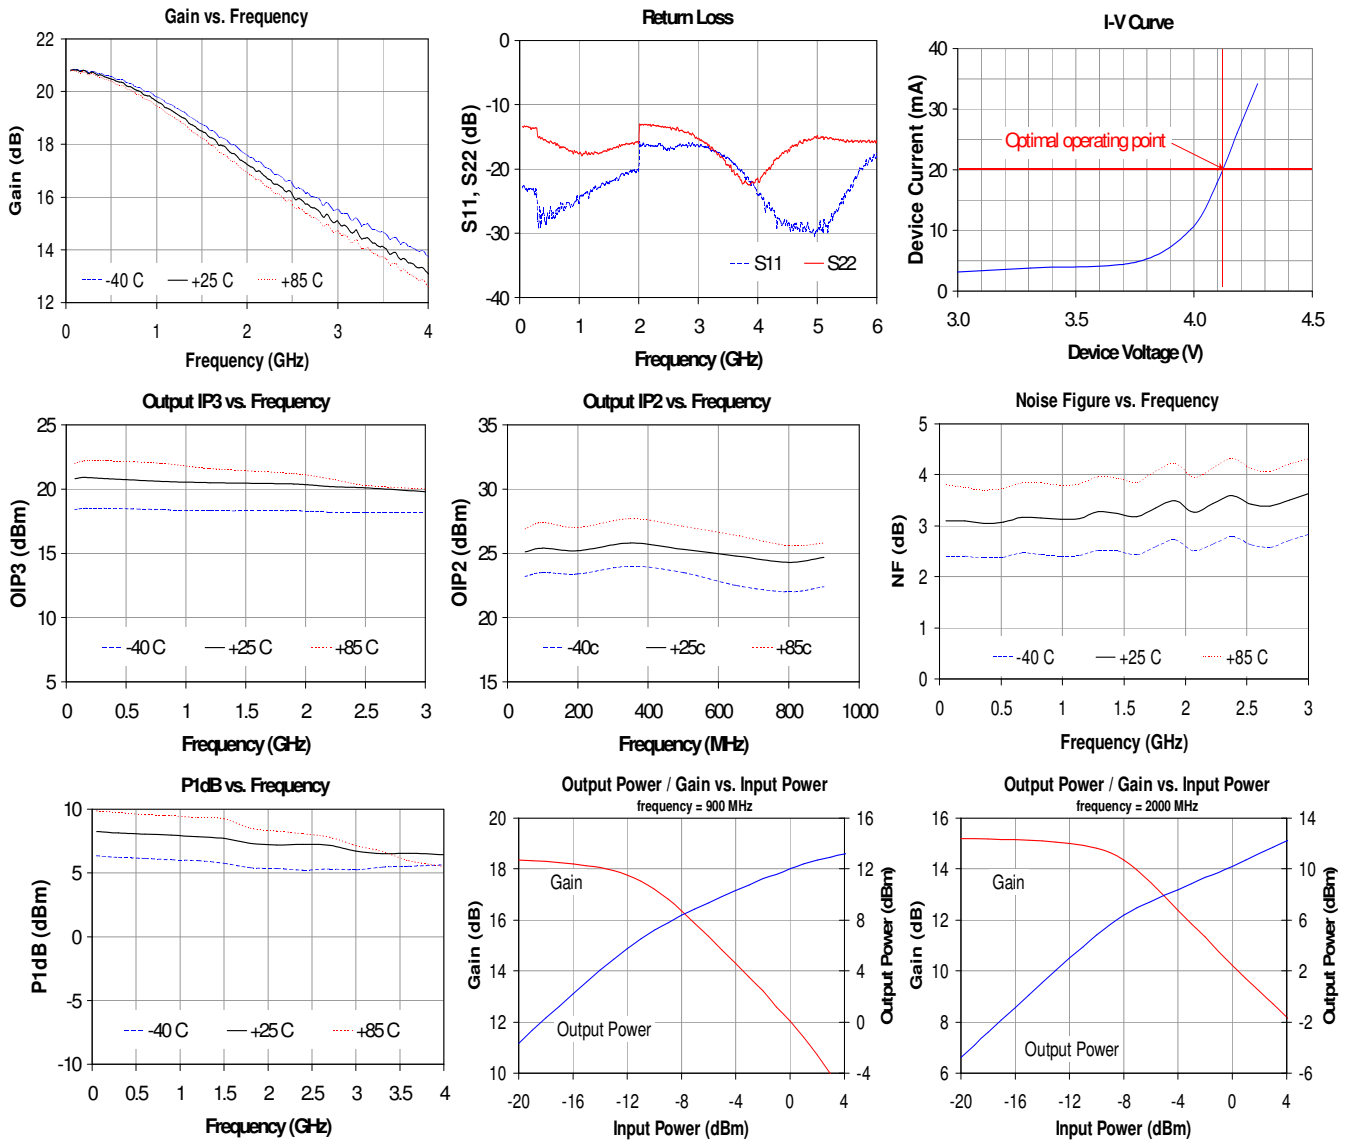 Gain vs. Frequency
Gain (dB)
22
20
18
16
14
12
-40 C
+25 C
+85 C
0 1 2 3 4
Frequency (GHz)
Return Loss
S11, S22 (dB)
0
-10
-20
-30
-40
S11
S22
0 1 2 3 4 5 6
Frequency (GHz)
I-V Curve
Device Current (mA)
40
30
20
10
0
Optimal operating point
3.0 3.5 4.0 4.5
Device Voltage (V)
Output IP3 vs. Frequency
OIP3 (dBm)
25
20
15
10
5
-40 C
+25 C
+85 C
0 0.5 1 1.5 2 2.5 3
Frequency (GHz)
Output IP2 vs. Frequency
OIP2 (dBm)
35
30
25
20
15
-40c
+25c
+85c
0 200 400 600 800 1000
Frequency (MHz)
Noise Figure vs. Frequency
NF (dB)
5
4
3
2
1
0
-40 C
+25 C
+85 C
0 0.5 1 1.5 2 2.5 3
Frequency (GHz)
P1dB vs. Frequency
P1dB (dBm)
10
5
0
-5
-10
-40 C
+25 C
+85 C
0 0.5 1 1.5 2 2.5 3 3.5 4
Frequency (GHz)
Output Power / Gain vs. Input Power
frequency = 900 MHz
Gain (dB)
20
18
16
14
12
10
Gain
Output Power
16
12
8
4
0
-4
Output Power (dBm)
-20 -16 -12 -8 -4 0 4
Input Power (dBm)
Output Power / Gain vs. Input Power
frequency = 2000 MHz
Gain (dB)
16
14
12
10
8
6
Gain
Output Power
14
10
6
2
-2
-6
Output Power (dBm)
-20 -16 -12 -8 -4 0 4
Input Power (dBm)